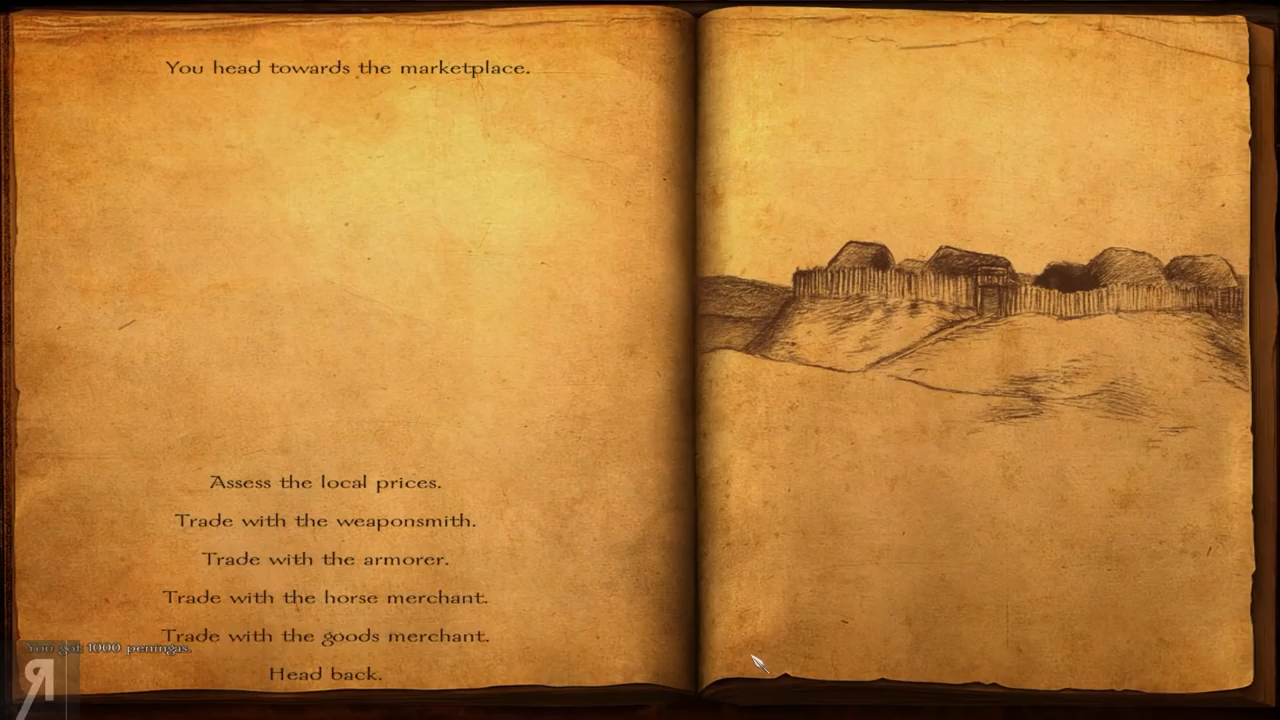 You head towards the marketplace.
Assess the local prices.
Trade with the weaponsmith.
Trade with the armorer.
Trade with the horse merchant.
Trade with the goods merchant.
You got 1000 peningas.
Head back.
Я